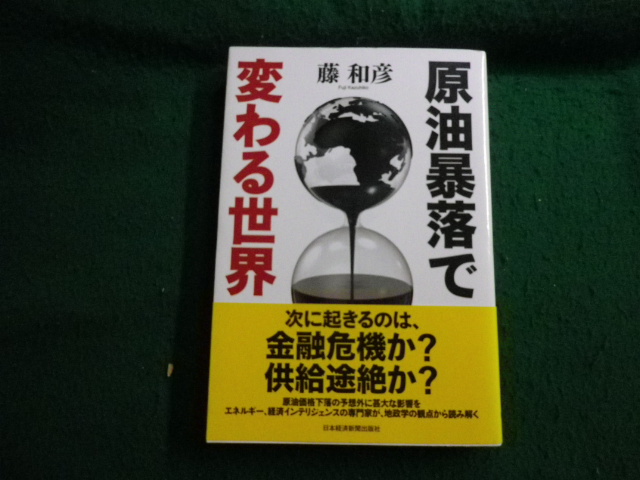 原油暴落で
変わる世界
藤 和彦
Fuji Kazuhiko
次に起きるのは、
金融危機か?
供給途絶か?
原油価格下落の予想外に甚大な影響を
エネルギー、経済インテリジェンスの専門家が、地政学の観点から読み解く
日本経済新聞出版社